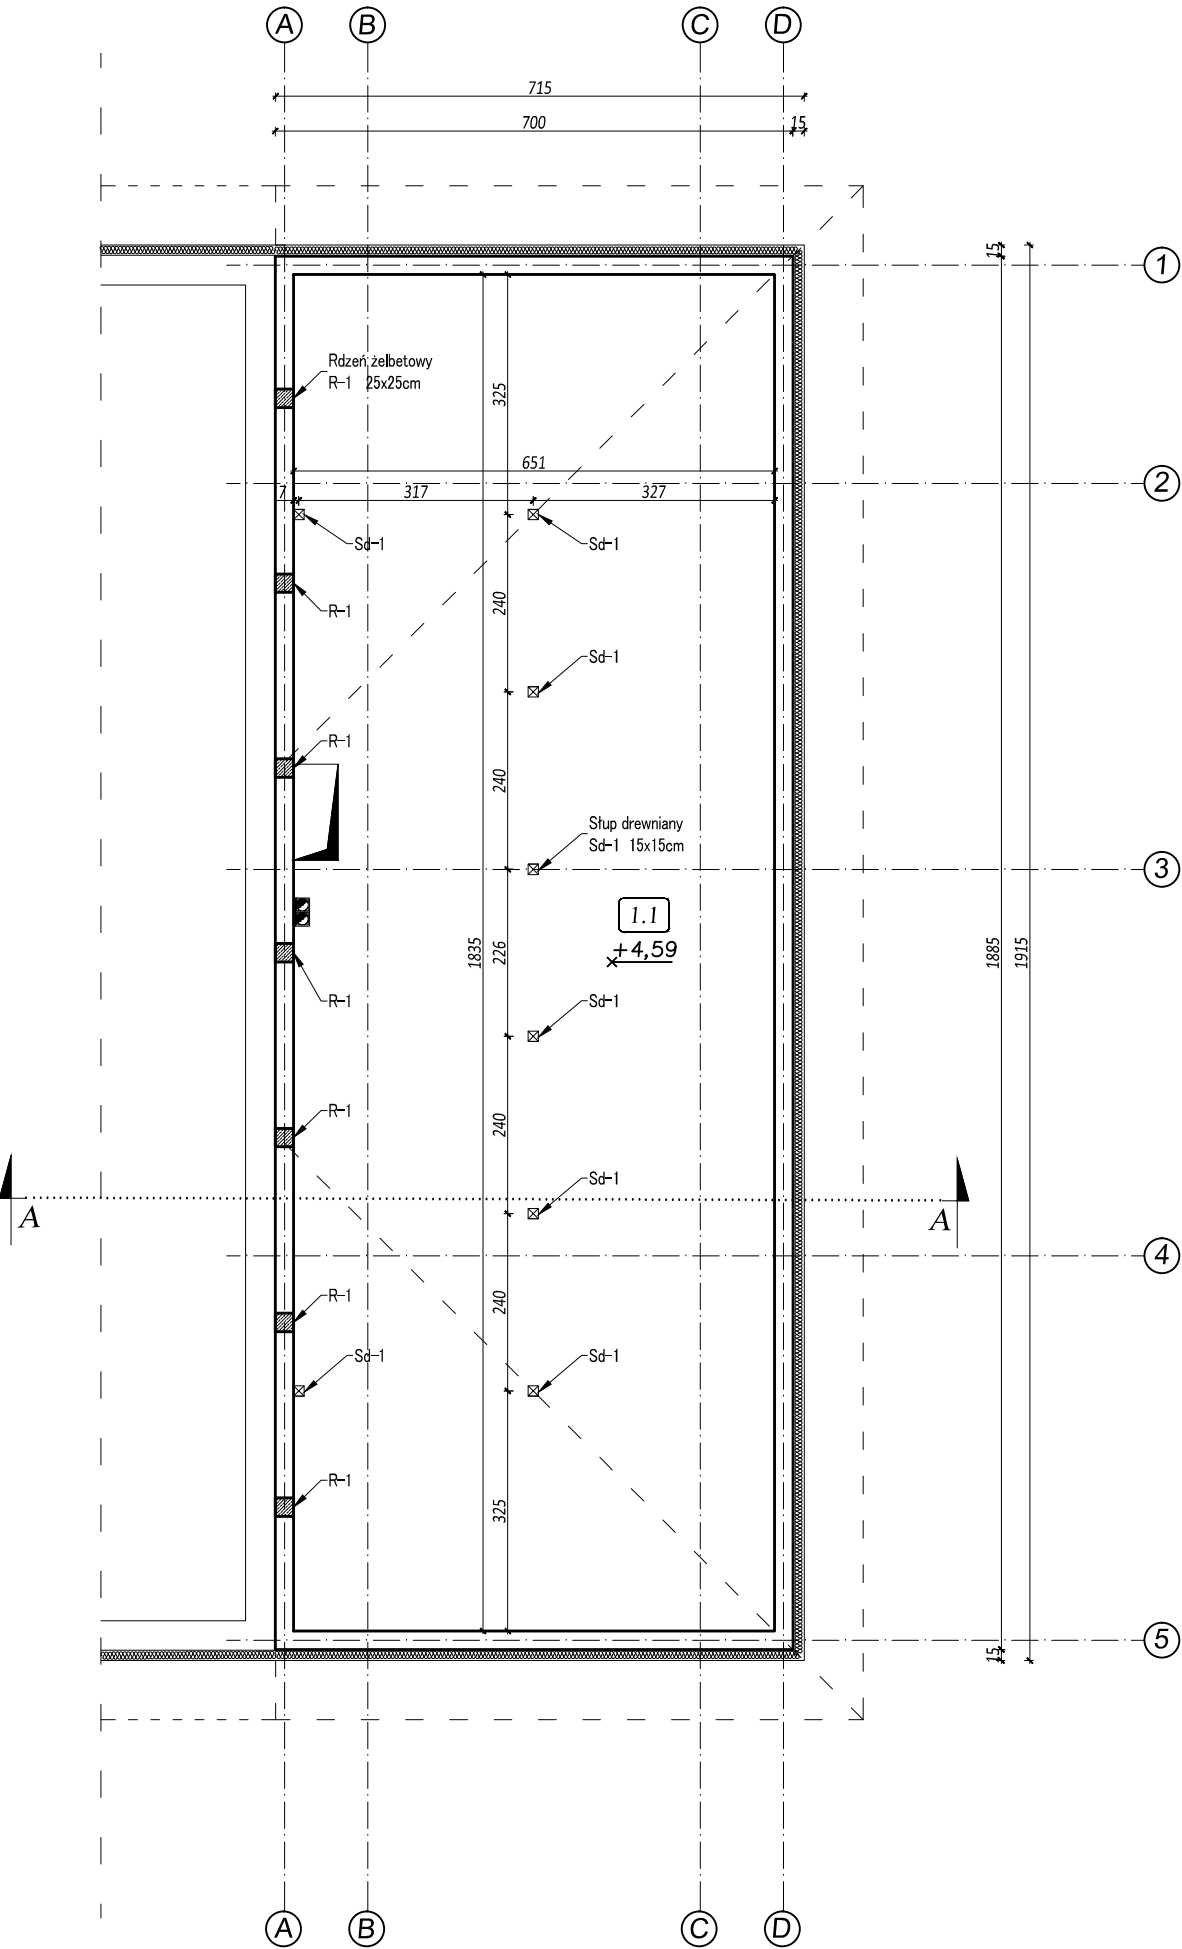 A
B
C
D
715
700
15
15
1
Rdzeń żelbetowy
R-1 25x25cm
325
651
2
7
317
327
Sd-1
Sd-1
240
R-1
Sd-1
R-1
240
Słup drewniany
Sd-1 15x15cm
3
1.1
+4,59
1835
226
1885
1915
R-1
Sd-1
R-1
240
Sd-1
A
A
4
R-1
240
Sd-1
Sd-1
R-1
325
15
5
A
B
C
D